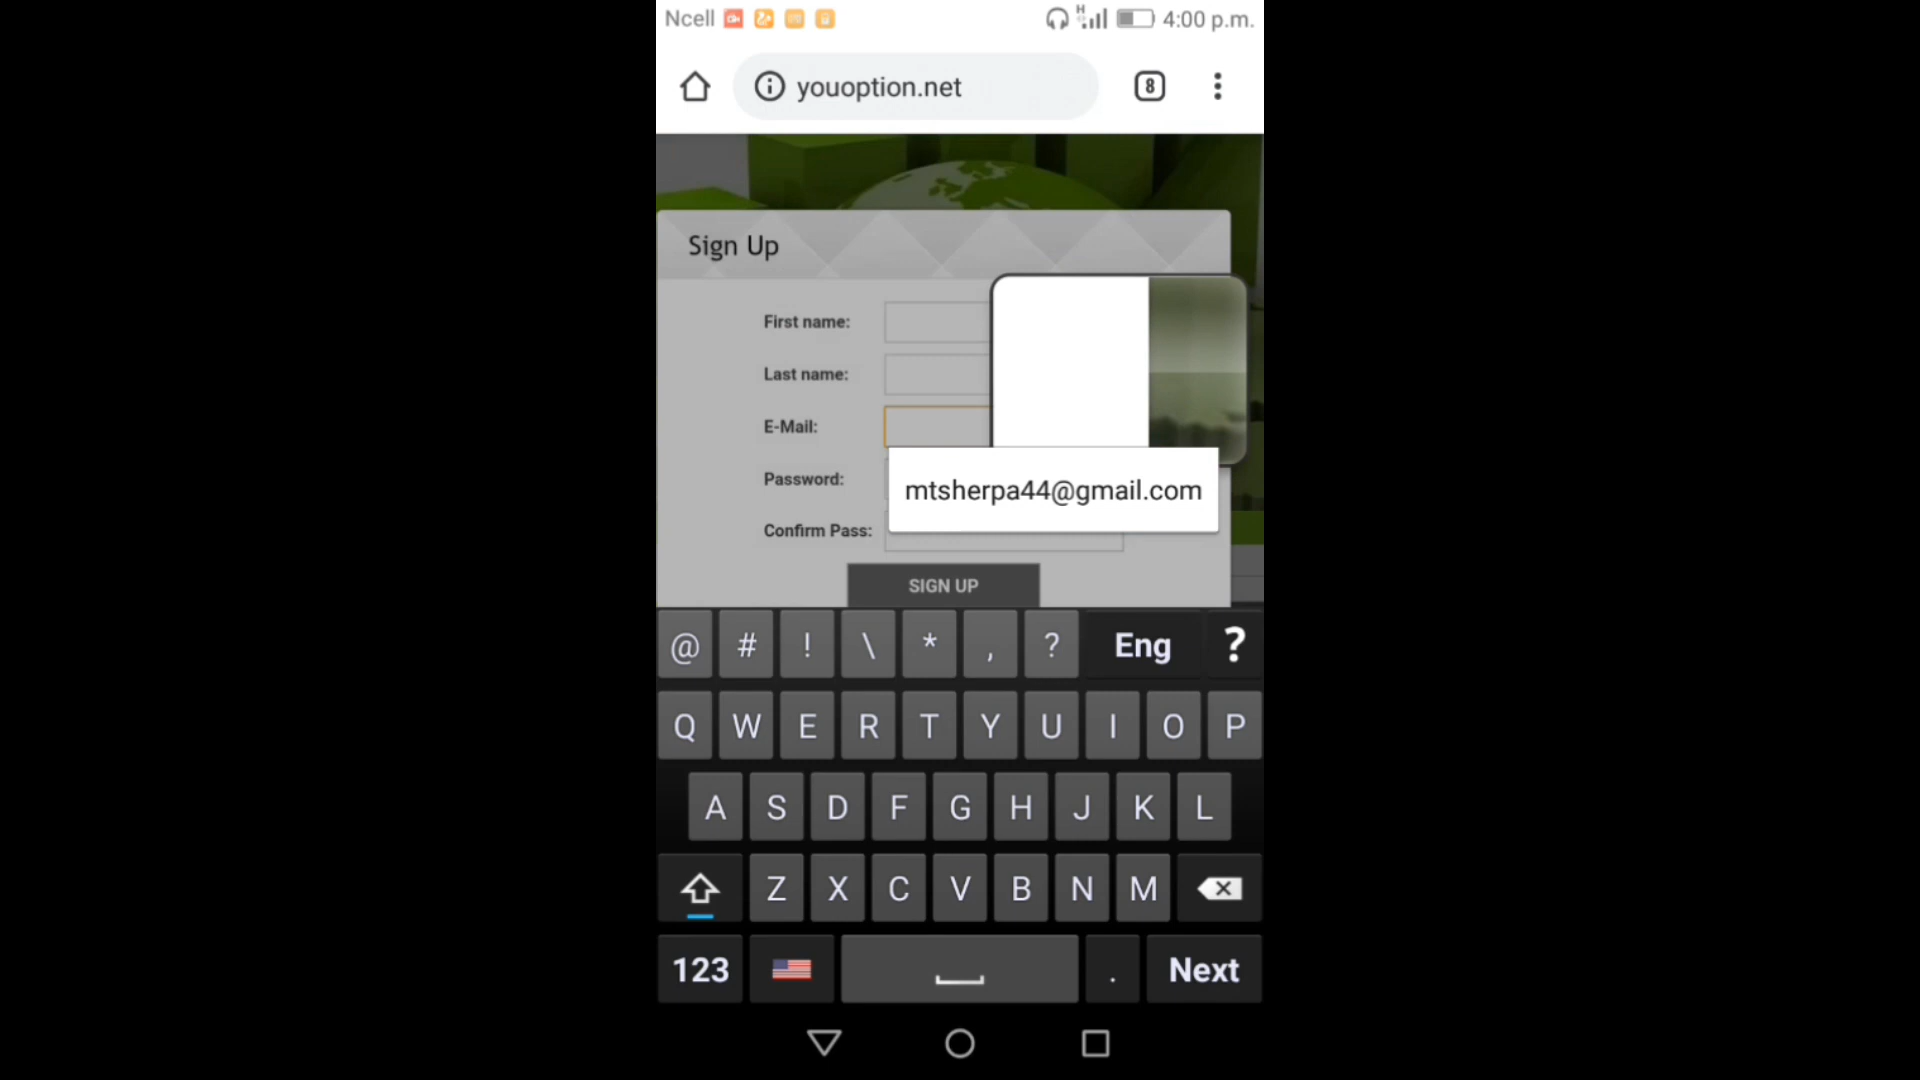 Ncell 4:00 p.m.
youoption.net 8
Sign Up
First name:
Last name:
E-Mail:
Password:
mtsherpa44@gmail.com
Confirm Pass:
SIGN UP
@ # ! \ * , ? Eng ?
Q W E R T Y U I O P
A S D F G H J K L
Z X C V B N M
123 . Next